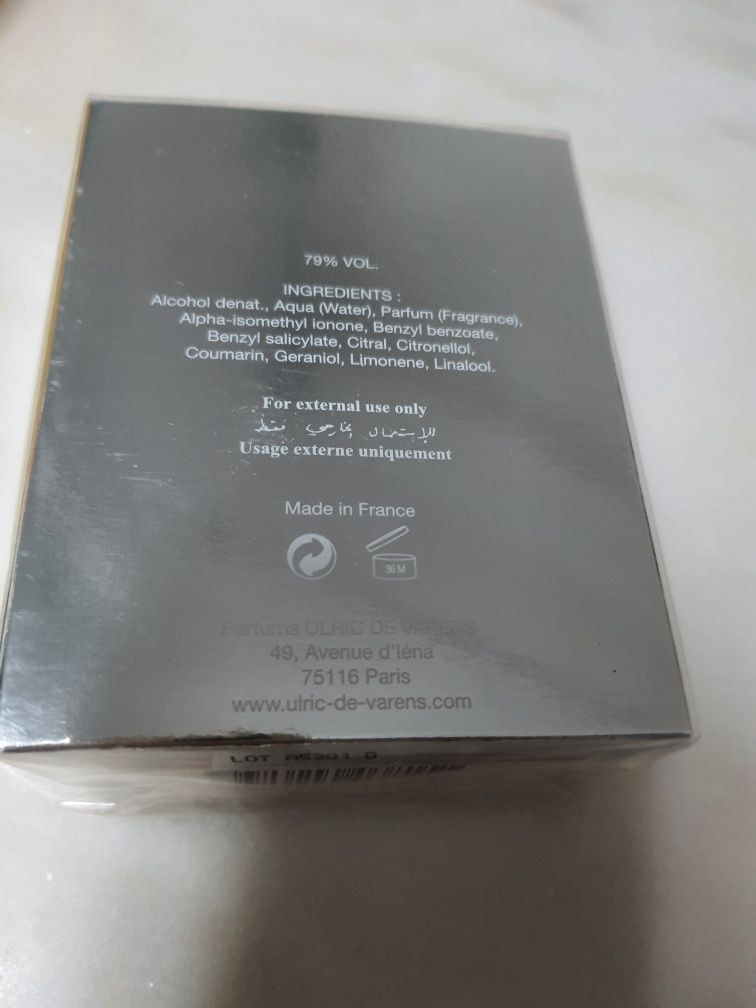 79% VOL.
INGREDIENTS :
Alcohol denat., Aqua (Water), Parfum (Fragrance),
Alpha-isomethyl ionone, Benzyl benzoate,
Benzyl salicylate, Citral, Citronellol,
Coumarin, Geraniol, Limonene, Linalool.
For external use only
للإستعمال الخارجي فقط
Usage externe uniquement
Made in France
36 M
Parfums ULRIC DE VARENS
49, Avenue d'Iéna
75116 Paris
www.ulric-de-varens.com
LOT